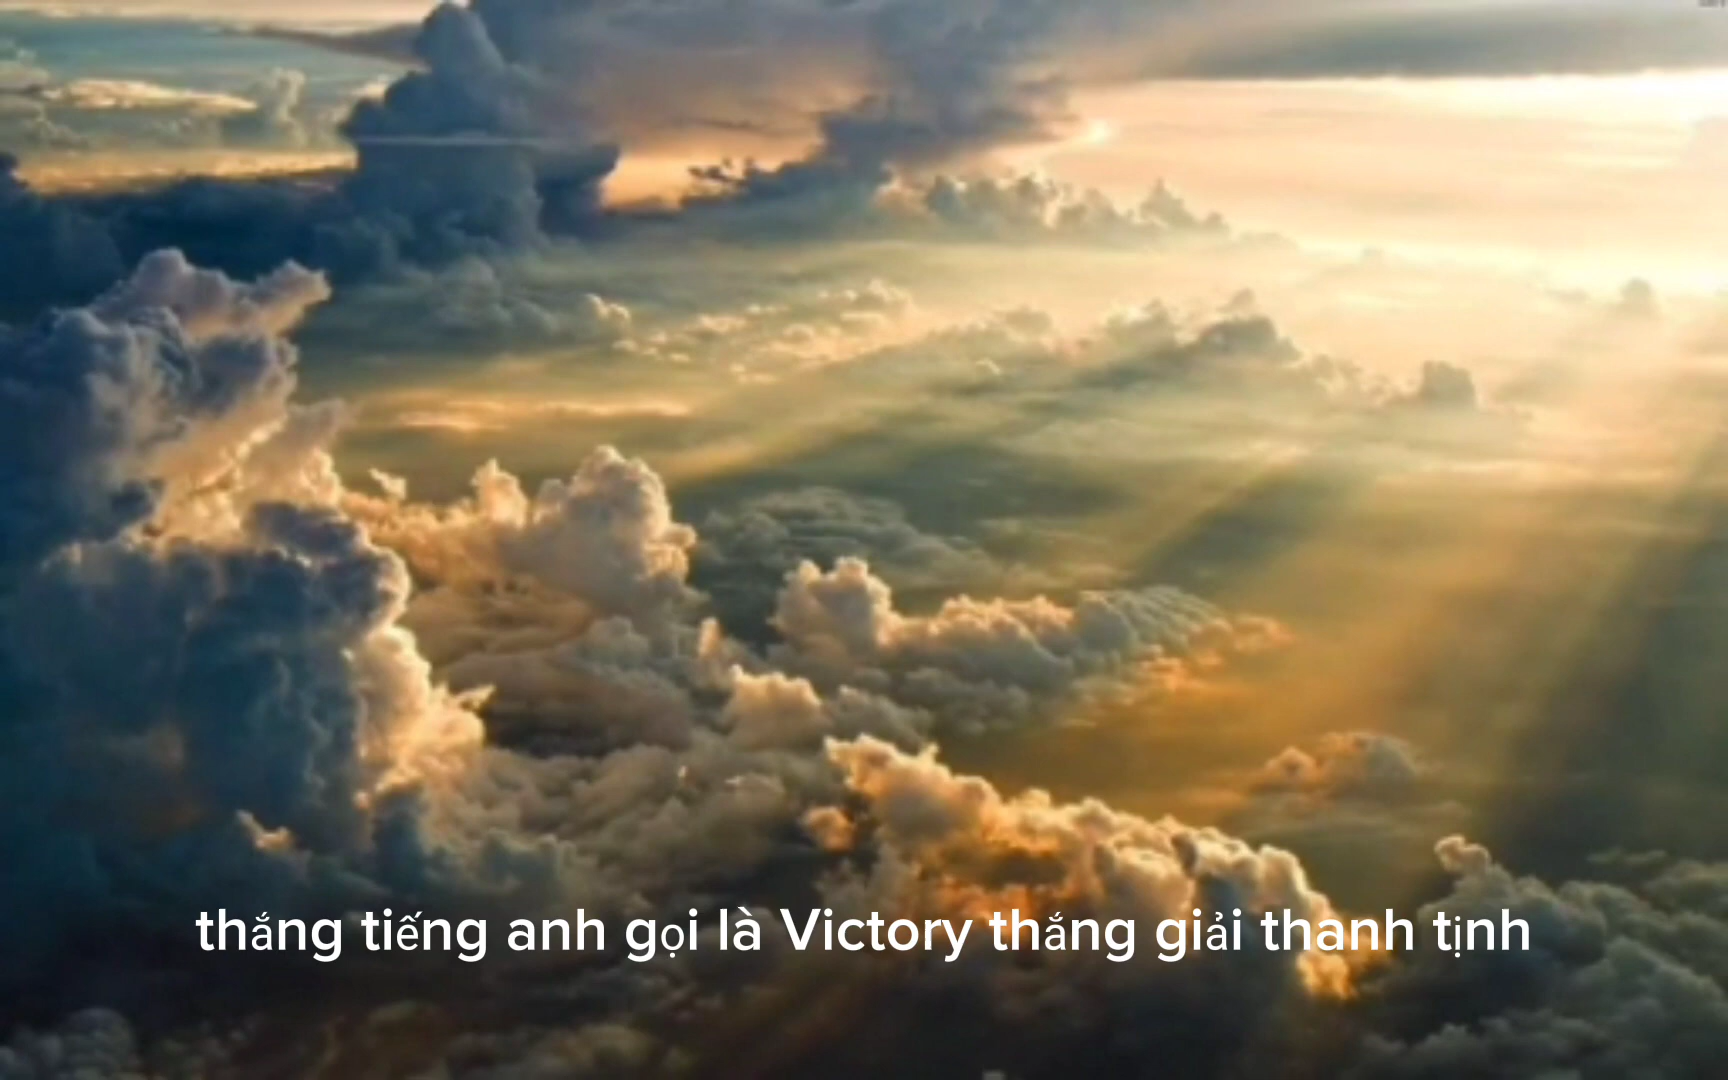 thắng tiếng anh gọi là Victory thắng giải thanh tịnh